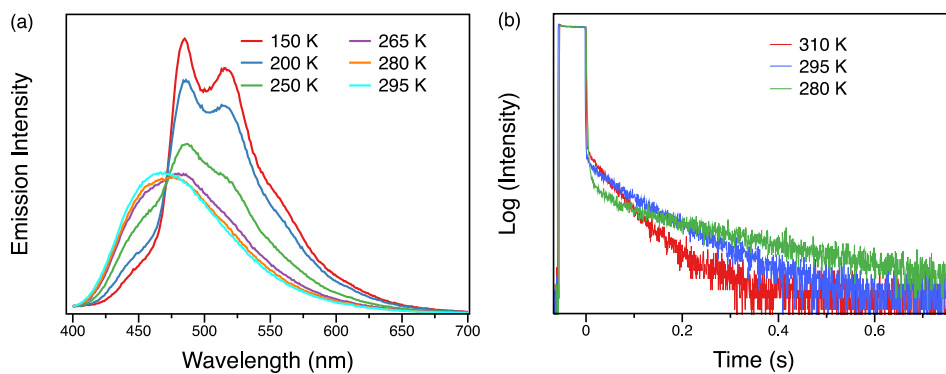 (a)
Emission Intensity
150 K
200 K
250 K
265 K
280 K
295 K
400
450
500
550
600
650
700
Wavelength (nm)
(b)
Log (Intensity)
310 K
295 K
280 K
0
0.2
0.4
0.6
Time (s)